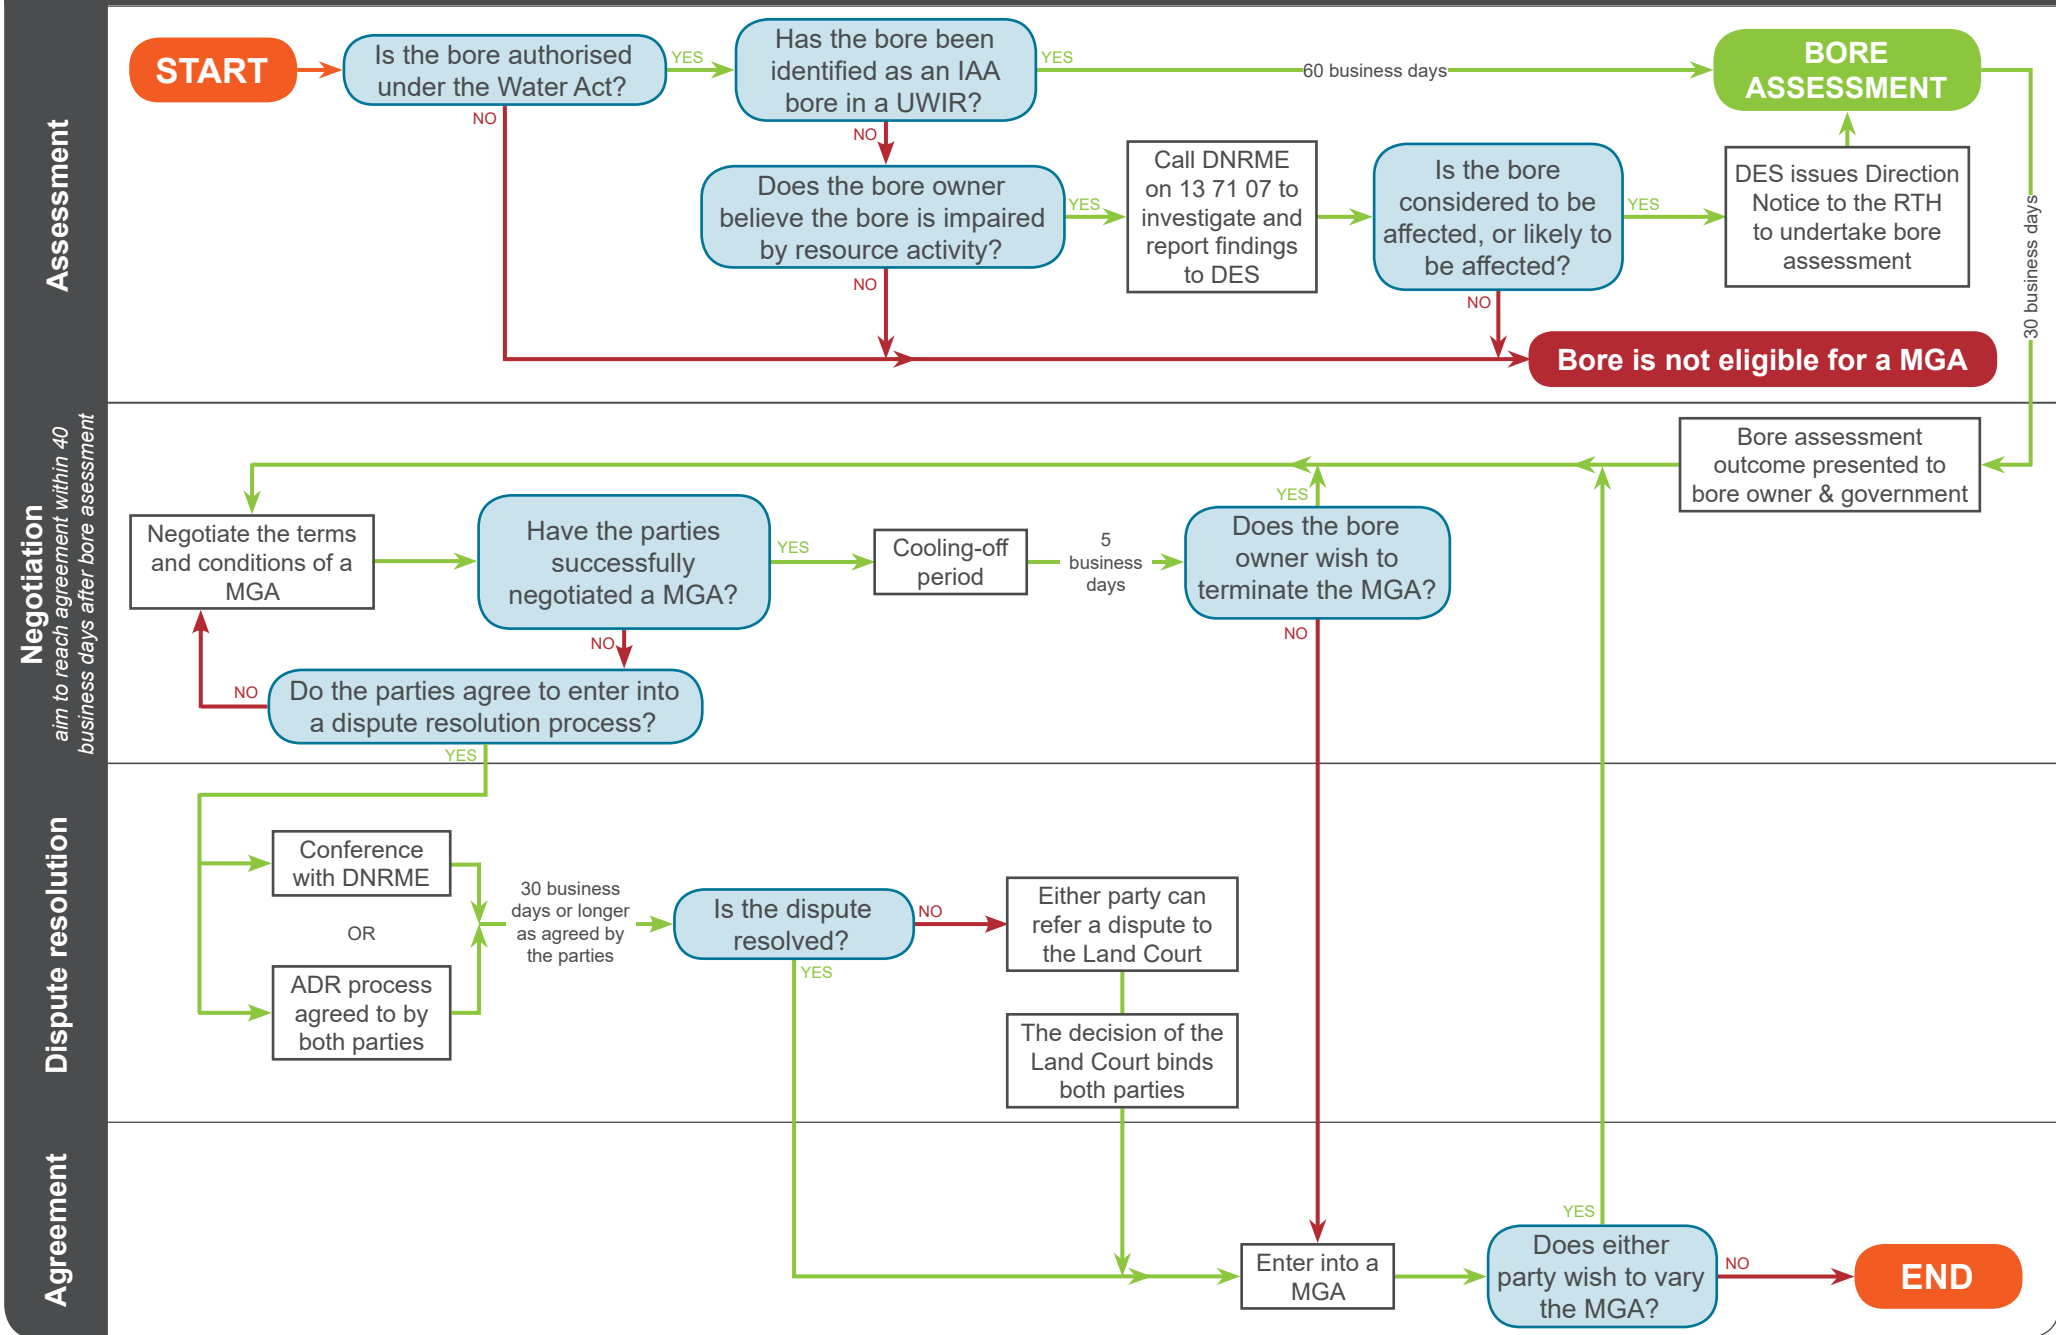 Assessment
START
Is the bore authorised
under the Water Act?
YES
NO
Has the bore been
identified as an IAA
bore in a UWIR?
YES
60 business days
NO
BORE
ASSESSMENT
30 business days
Does the bore owner
believe the bore is impaired
by resource activity?
YES
NO
Call DNRME
on 13 71 07 to
investigate and
report findings
to DES
Is the bore
considered to be
affected, or likely to
be affected?
YES
NO
DES issues Direction
Notice to the RTH
to undertake bore
assessment
Bore is not eligible for a MGA
Negotiation
aim to reach agreement within 40
business days after bore asessment
Bore assessment
outcome presented to
bore owner & government
Negotiate the terms
and conditions of a
MGA
Have the parties
successfully
negotiated a MGA?
YES
NO
Cooling-off
period
5
business
days
Does the bore
owner wish to
terminate the MGA?
YES
NO
Do the parties agree to enter into
a dispute resolution process?
NO
YES
Dispute resolution
Conference
with DNRME
OR
ADR process
agreed to by
both parties
30 business
days or longer
as agreed by
the parties
Is the dispute
resolved?
NO
YES
Either party can
refer a dispute to
the Land Court
The decision of the
Land Court binds
both parties
Agreement
Enter into a
MGA
Does either
party wish to vary
the MGA?
YES
NO
END